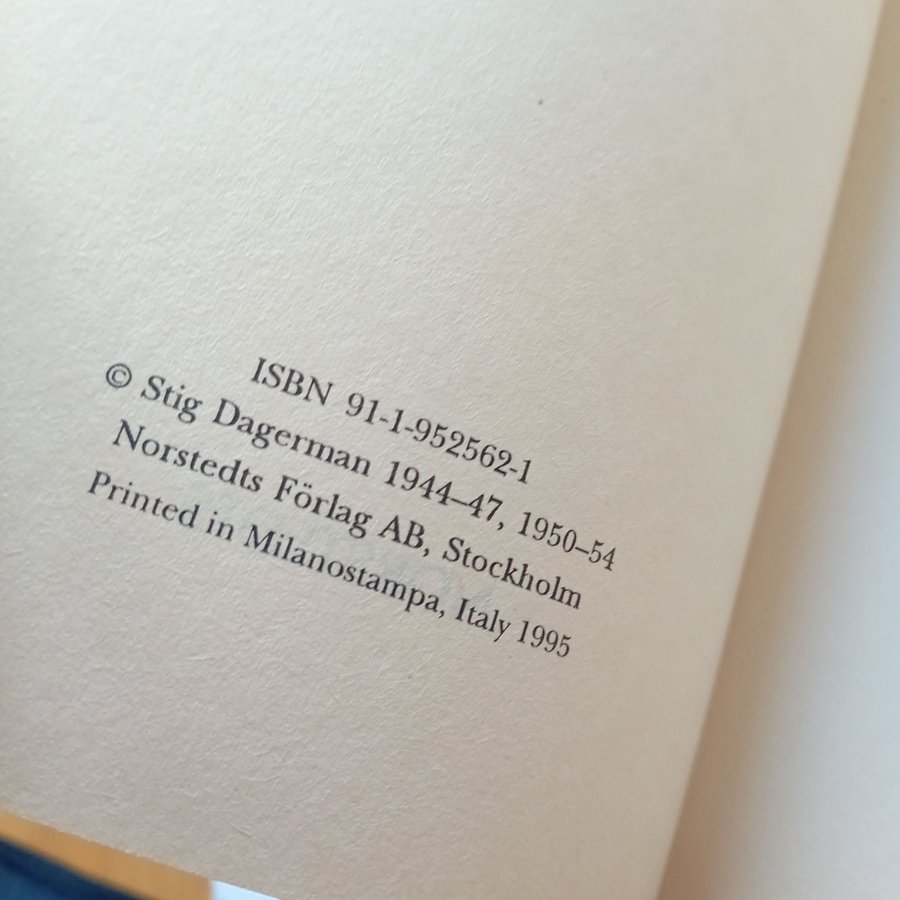 ISBN 91-1-952562-1
© Stig Dagerman 1944–47, 1950–54
Norstedts Förlag AB, Stockholm
Printed in Milanostampa, Italy 1995